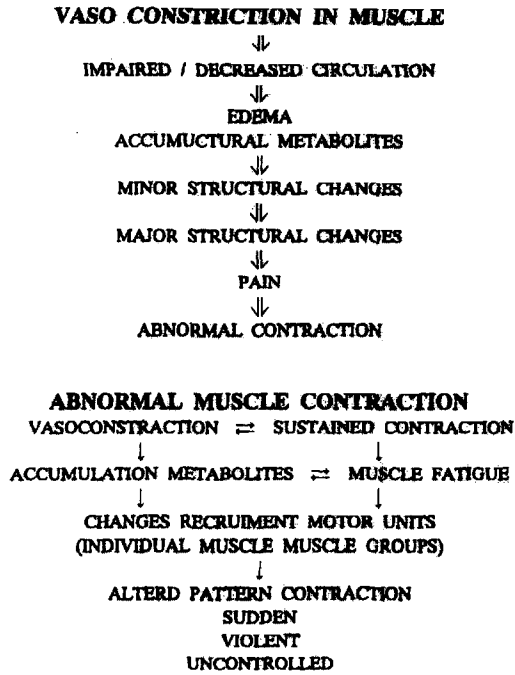 VASO CONSTRICTION IN MUSCLE
⇓
IMPAIRED / DECREASED CIRCULATION
⇓
EDEMA
ACCUMUCTURAL METABOLITES
⇓
MINOR STRUCTURAL CHANGES
⇓
MAJOR STRUCTURAL CHANGES
⇓
PAIN
⇓
ABNORMAL CONTRACTION
ABNORMAL MUSCLE CONTRACTION
VASOCONSTRACTION ⇄ SUSTAINED CONTRACTION
↓ ↓
ACCUMULATION METABOLITES ⇄ MUSCLE FATIGUE
↓ ↓
CHANGES RECRUIMENT MOTOR UNITS
(INDIVIDUAL MUSCLE MUSCLE GROUPS)
↓
ALTERD PATTERN CONTRACTION
SUDDEN
VIOLENT
UNCONTROLLED